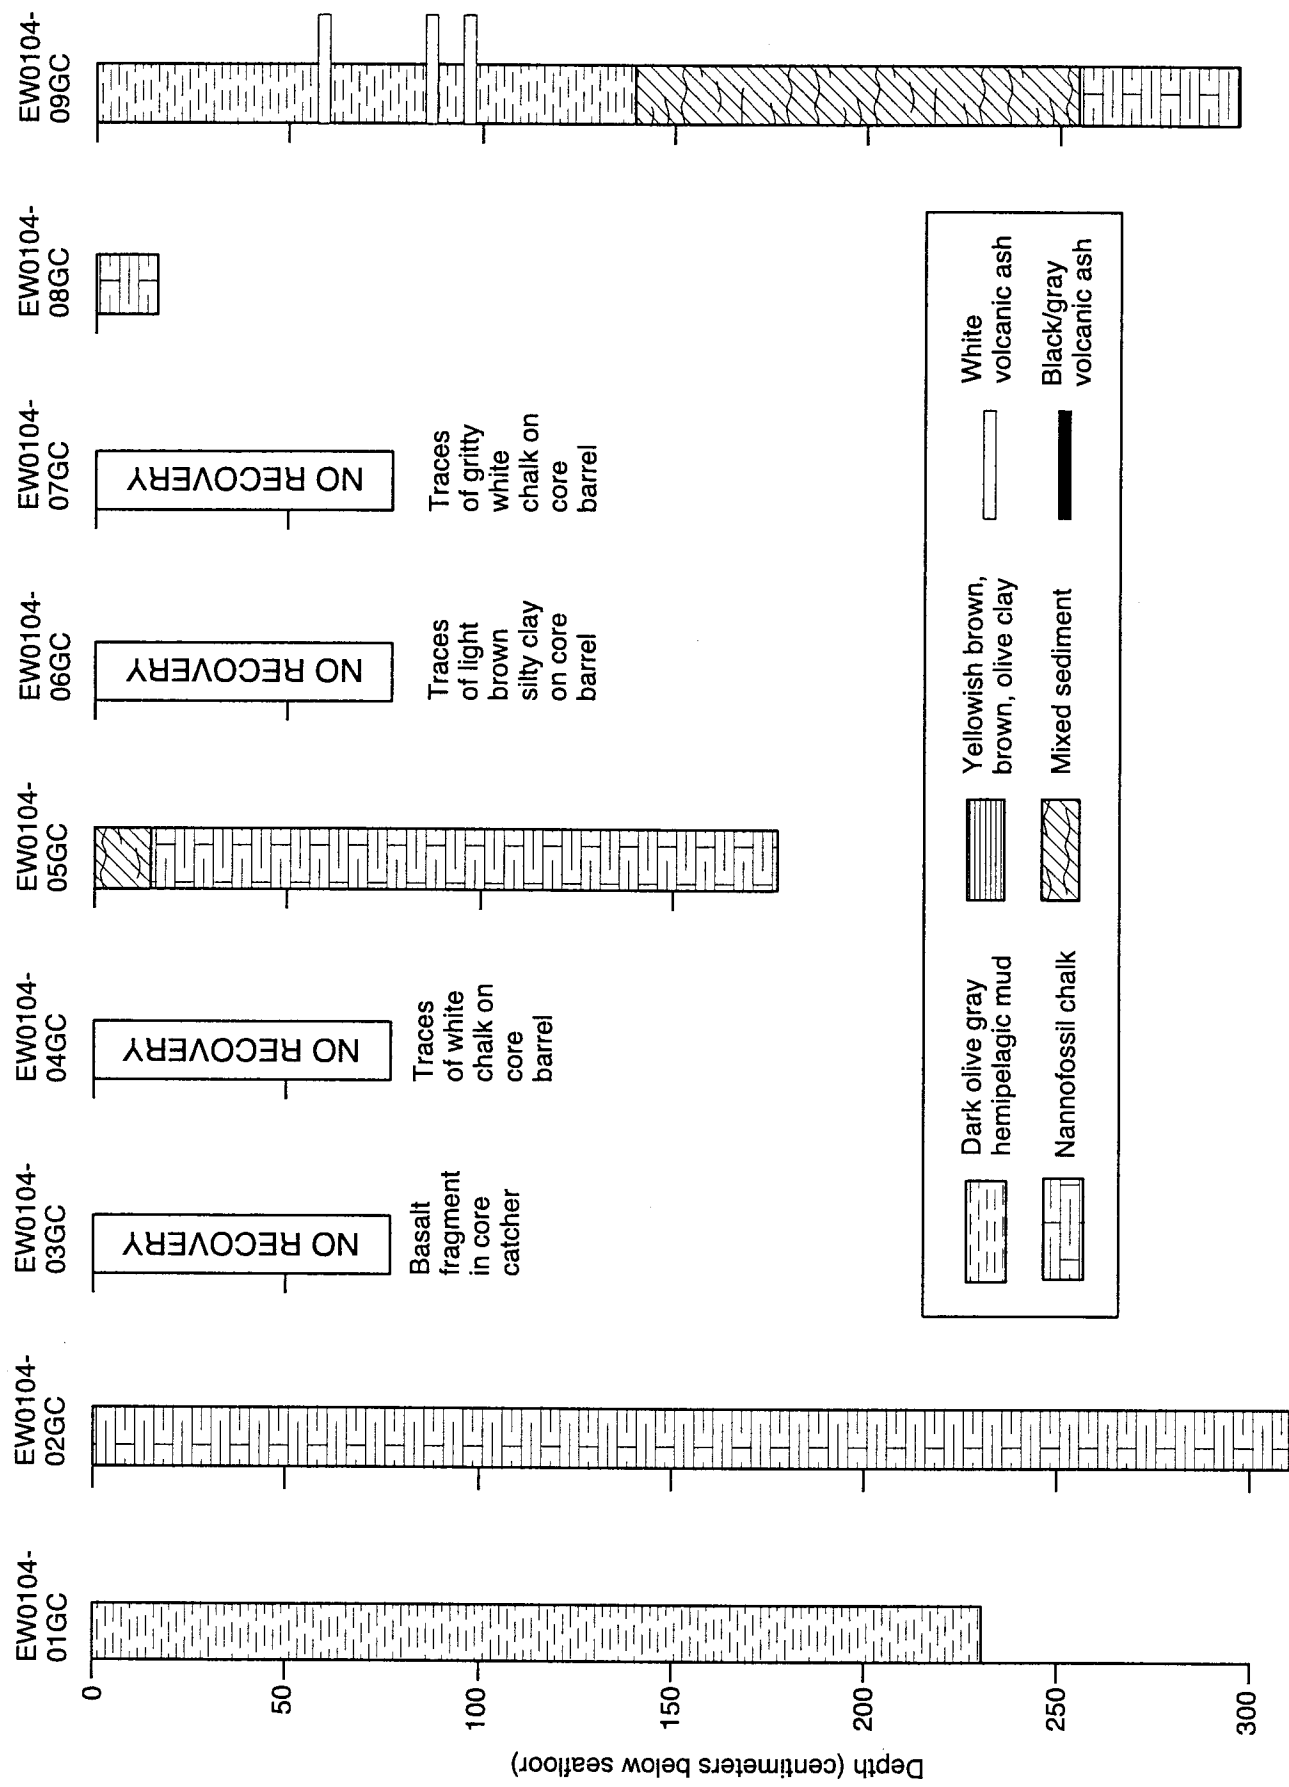 EW0104-
01GC
EW0104-
02GC
EW0104-
03GC
EW0104-
04GC
EW0104-
05GC
EW0104-
06GC
EW0104-
07GC
EW0104-
08GC
EW0104-
09GC
0
50
100
150
200
250
300
Depth (centimeters below seafloor)
NO RECOVERY
Basalt
fragment
in core
catcher
NO RECOVERY
Traces
of white
chalk on
core
barrel
NO RECOVERY
Traces
of light
brown
silty clay
on core
barrel
NO RECOVERY
Traces
of gritty
white
chalk on
core
barrel
Dark olive gray
hemipelagic mud
Yellowish brown,
brown, olive clay
White
volcanic ash
Nannofossil chalk
Mixed sediment
Black/gray
volcanic ash